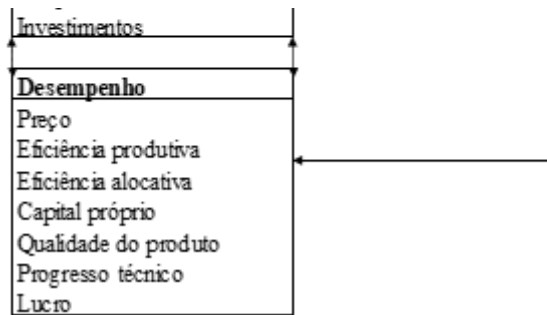 Investimentos
Desempenho
Preço
Eficiência produtiva
Eficiência alocativa
Capital próprio
Qualidade do produto
Progresso técnico
Lucro